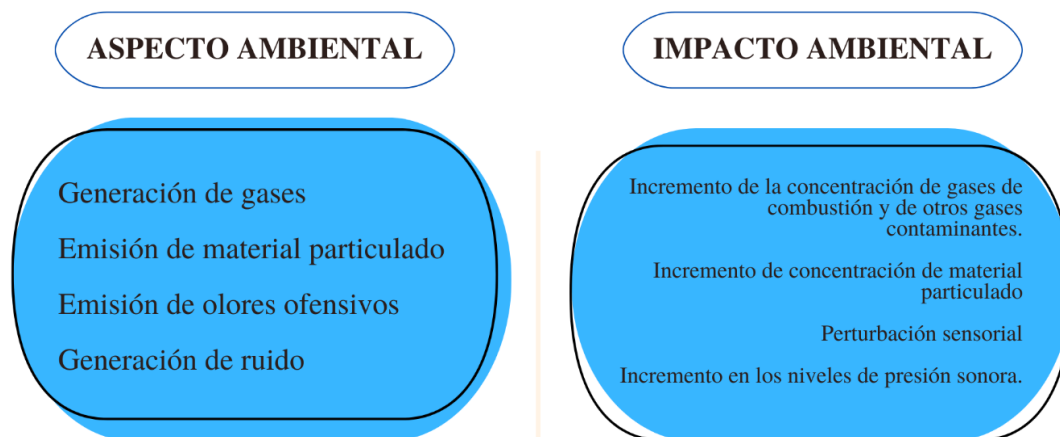 ASPECTO AMBIENTAL
Generación de gases
Emisión de material particulado
Emisión de olores ofensivos
Generación de ruido
IMPACTO AMBIENTAL
Incremento de la concentración de gases de
combustión y de otros gases
contaminantes.
Incremento de concentración de material
particulado
Perturbación sensorial
Incremento en los niveles de presión sonora.